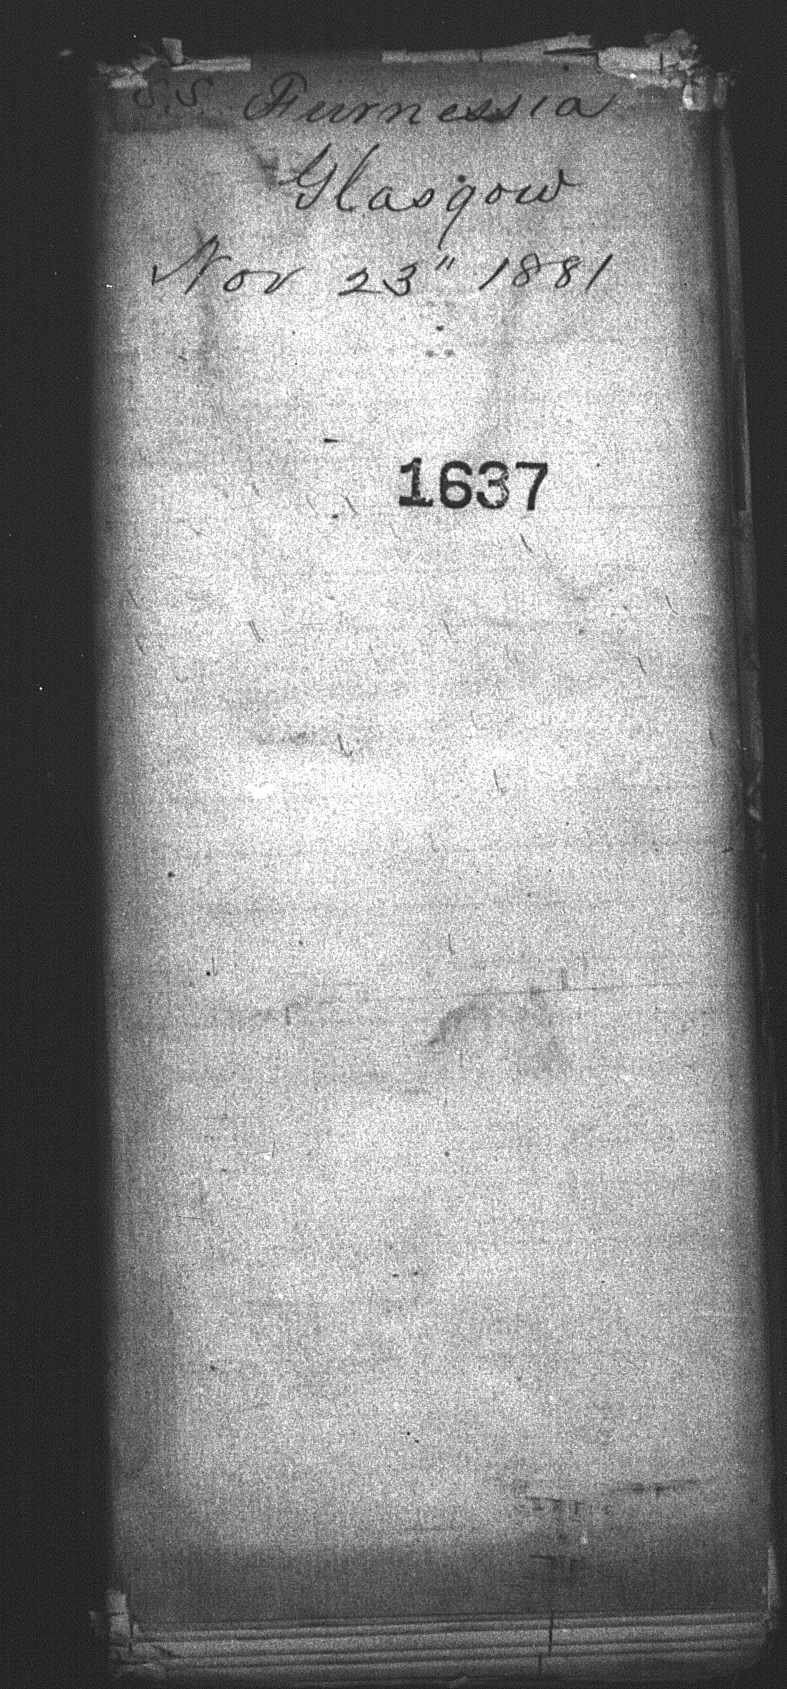 S.S. Furnessia
Glasgow
Nov 23" 1881
1637